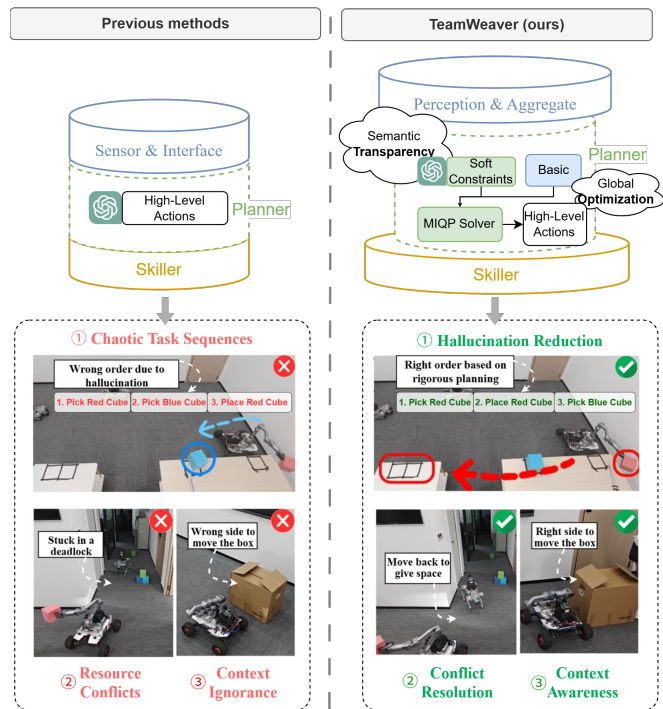 Previous methods
Sensor & Interface
High-Level
Actions
Planner
Skiller
① Chaotic Task Sequences
Wrong order due to
hallucination
1. Pick Red Cube
2. Pick Blue Cube
3. Place Red Cube
Stuck in a
deadlock
Wrong side to
move the box
② Resource
Conflicts
③ Context
Ignorance
TeamWeaver (ours)
Perception & Aggregate
Semantic
Transparency
Planner
Soft
Constraints
Basic
Global
Optimization
MIQP Solver
High-Level
Actions
Skiller
① Hallucination Reduction
Right order based on
rigorous planning
1. Pick Red Cube
2. Place Red Cube
3. Pick Blue Cube
Move back to
give space
Right side to
move the box
② Conflict
Resolution
③ Context
Awareness